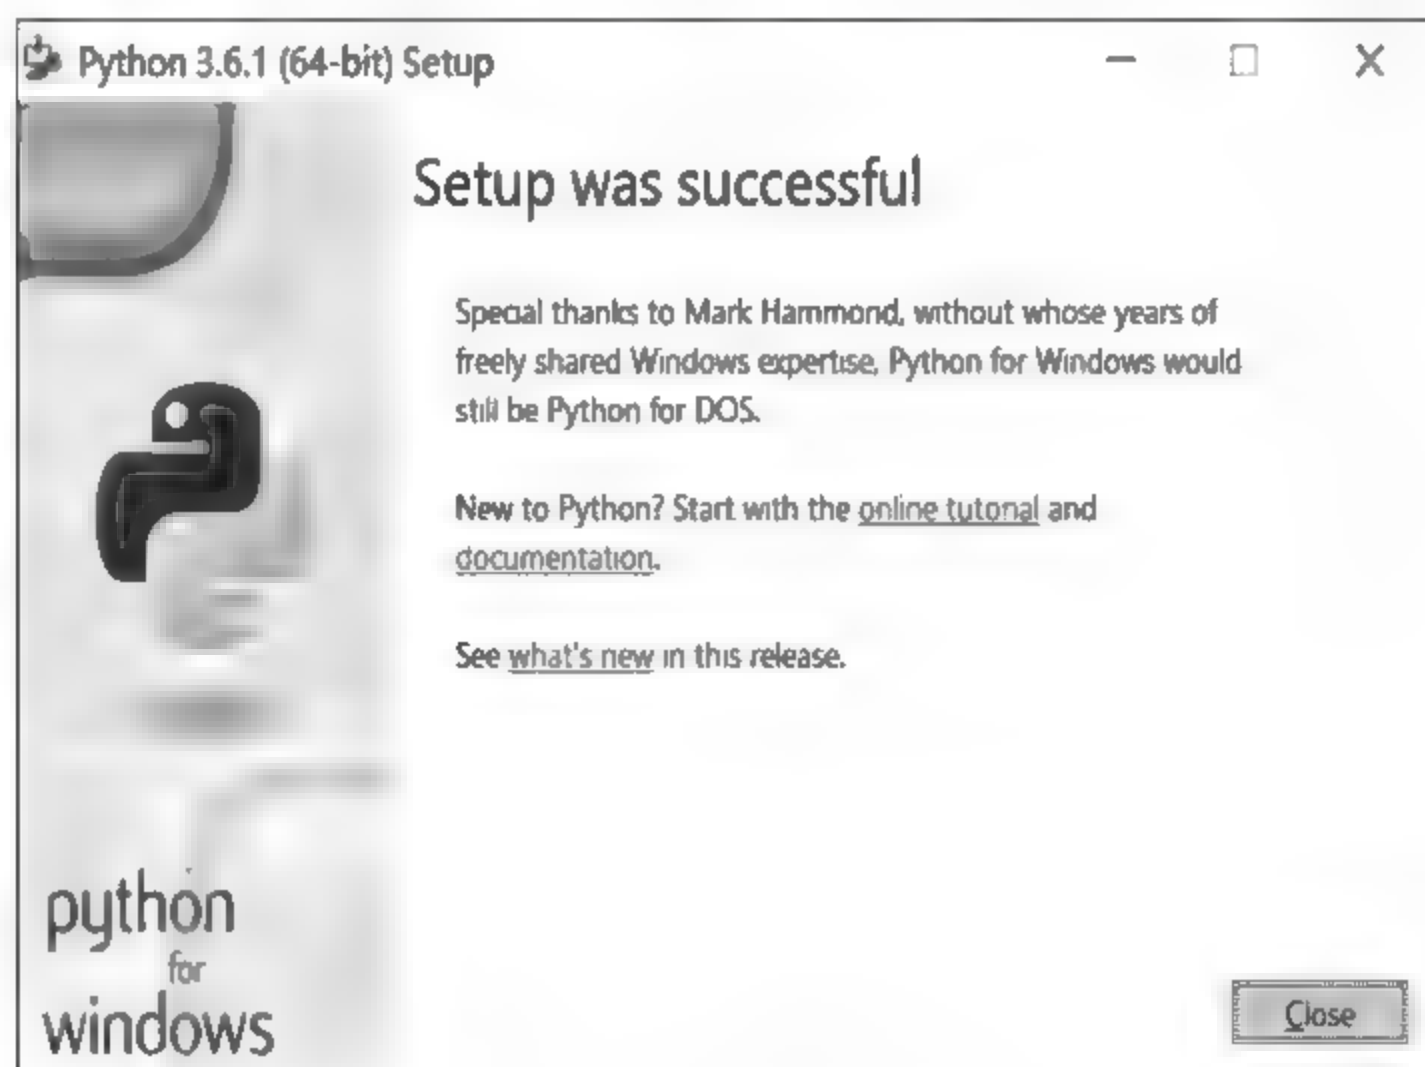 Python 3.6.1 (64-bit) Setup
Setup was successful
Special thanks to Mark Hammond, without whose years of
freely shared Windows expertise, Python for Windows would
still be Python for DOS.
New to Python? Start with the online tutorial and
documentation.
See what's new in this release.
python
for
windows
Close